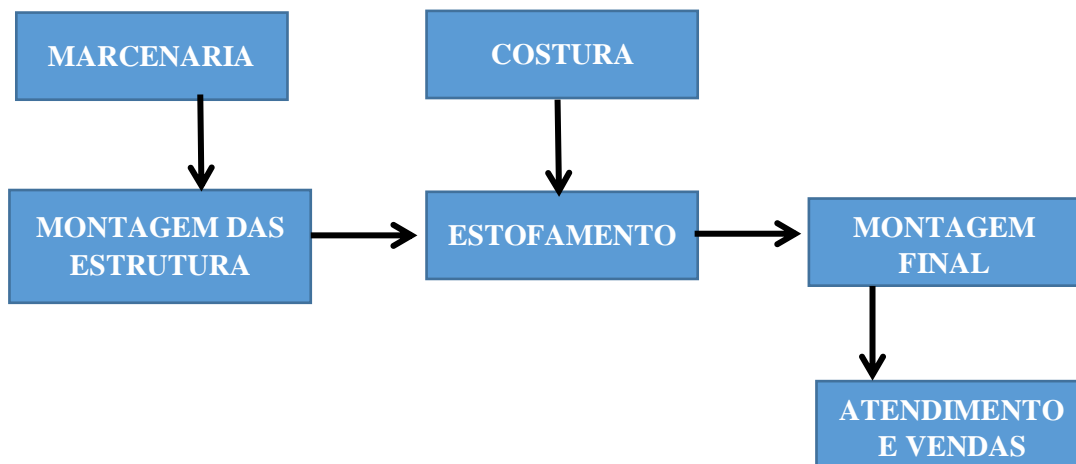 MARCENARIA
COSTURA
MONTAGEM DAS
ESTRUTURA
ESTOFAMENTO
MONTAGEM
FINAL
ATENDIMENTO
E VENDAS